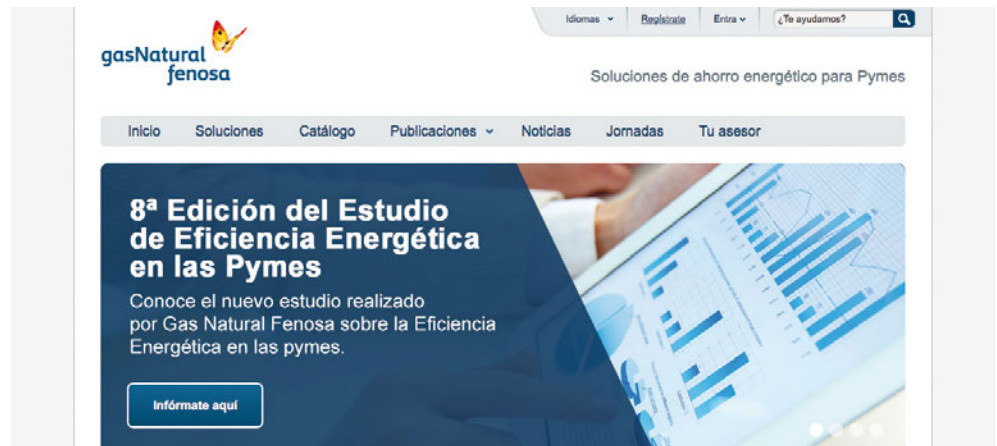 Idiomas
Regístrate
Entra
¿Te ayudamos?
gasNatural
fenosa
Soluciones de ahorro energético para Pymes
Inicio Soluciones Catálogo Publicaciones Noticias Jornadas Tu asesor
8ª Edición del Estudio
de Eficiencia Energética
en las Pymes
Conoce el nuevo estudio realizado
por Gas Natural Fenosa sobre la Eficiencia
Energética en las pymes.
Infórmate aquí